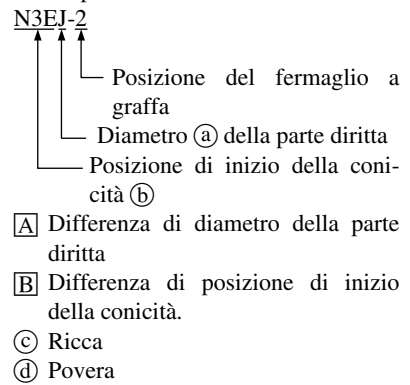 N3EJ-2
Posizione del fermaglio a
graffa
Diametro ⓐ della parte diritta
Posizione di inizio della coni-
cità ⓑ
A Differenza di diametro della parte
diritta
B Differenza di posizione di inizio
della conicità.
ⓒ Ricca
ⓓ Povera